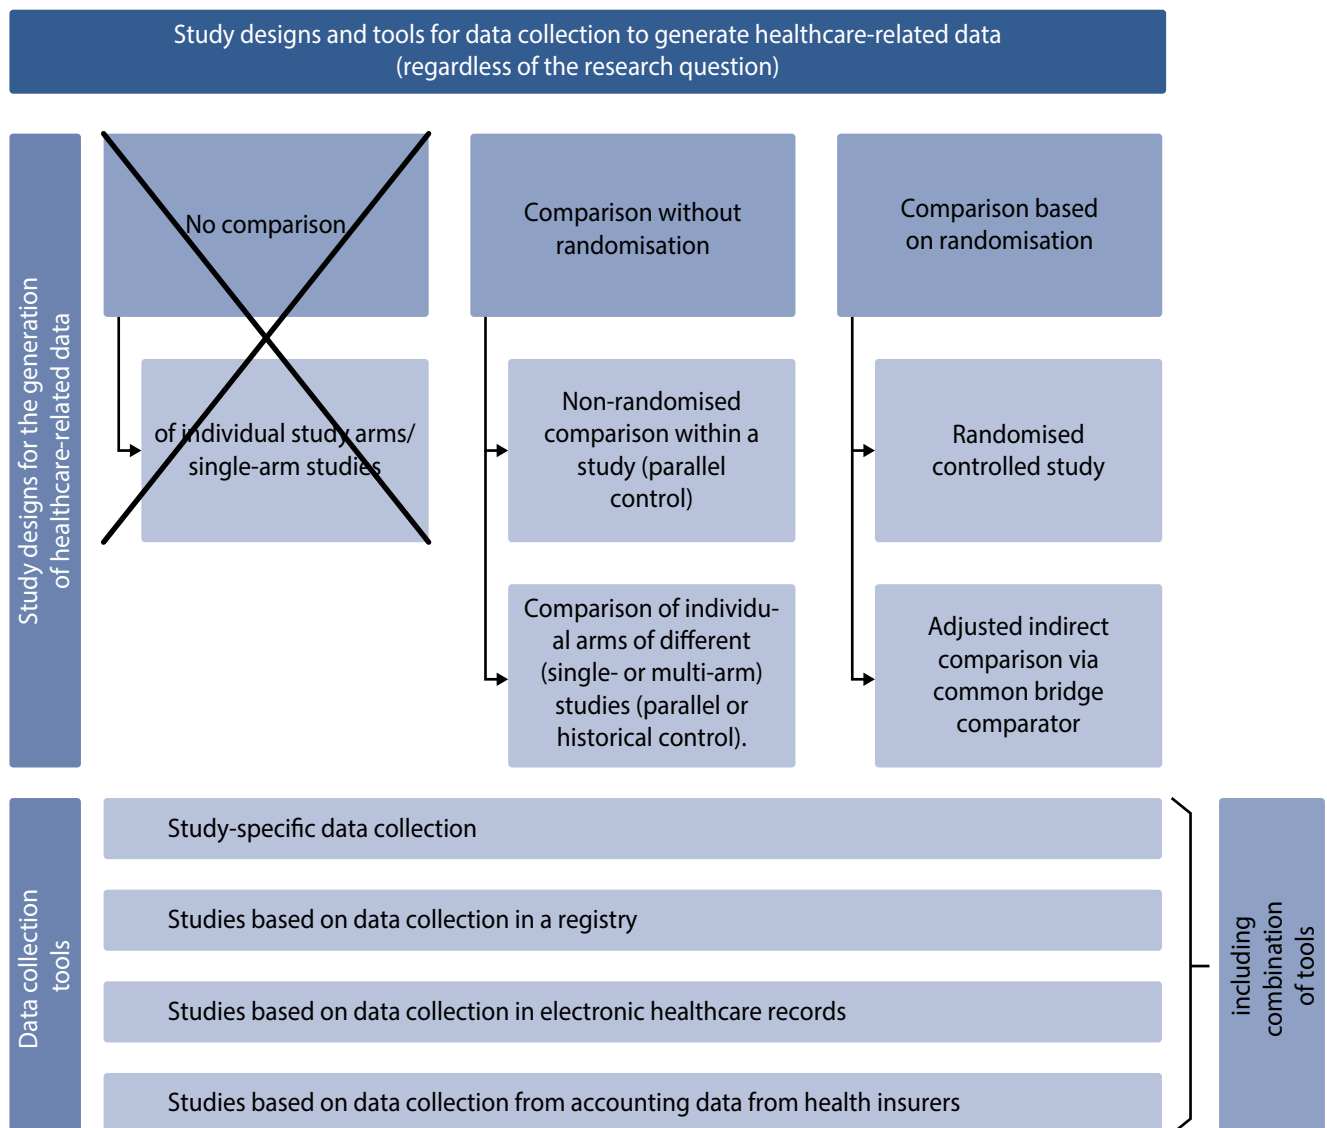 Study designs and tools for data collection to generate healthcare-related data
(regardless of the research question)
Study designs for the generation
of healthcare-related data
No comparison
of individual study arms/
single-arm studies
Comparison without
randomisation
Non-randomised
comparison within a
study (parallel
control)
Comparison of individu-
al arms of different
(single- or multi-arm)
studies (parallel or
historical control).
Comparison based
on randomisation
Randomised
controlled study
Adjusted indirect
comparison via
common bridge
comparator
Data collection
tools
Study-specific data collection
Studies based on data collection in a registry
Studies based on data collection in electronic healthcare records
Studies based on data collection from accounting data from health insurers
including
combination
of tools